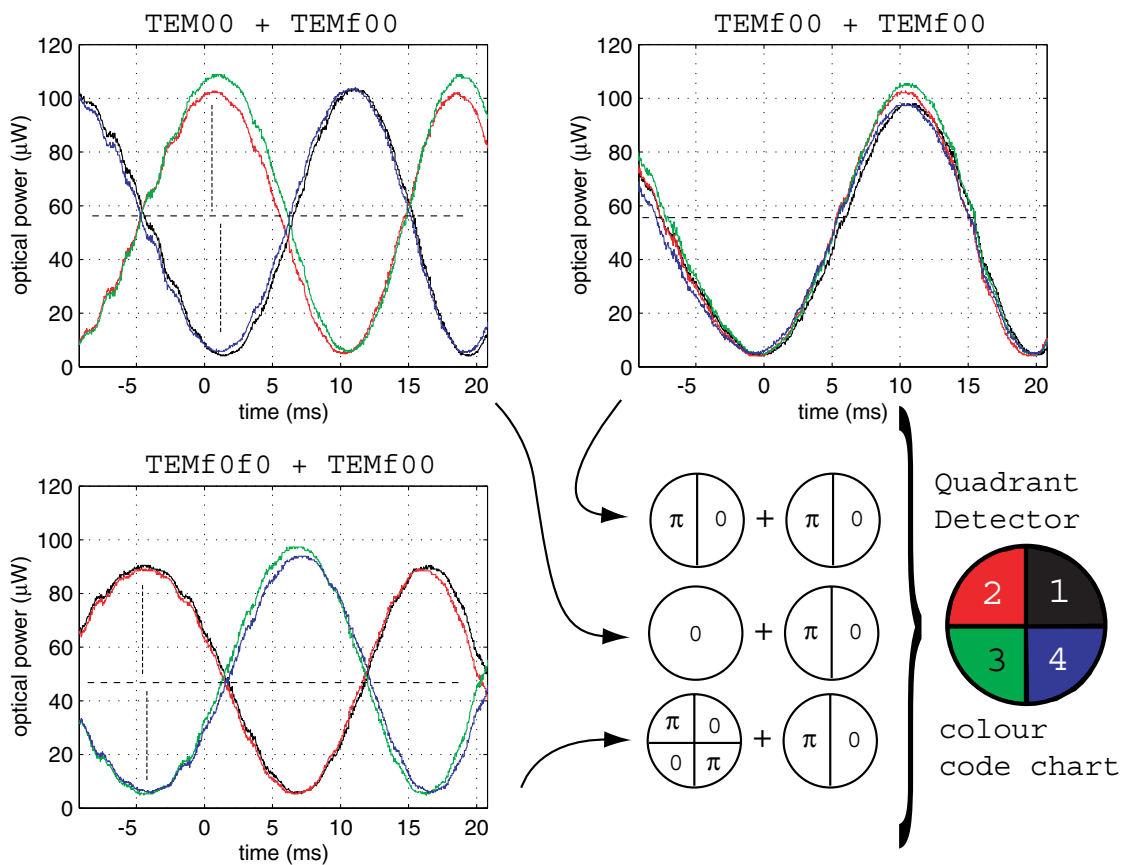 TEM00 + TEMf00
120
100
80
60
40
20
0
optical power (µW)
-5 0 5 10 15 20
time (ms)
TEMf00 + TEMf00
120
100
80
60
40
20
0
optical power (µW)
-5 0 5 10 15 20
time (ms)
TEMf0f0 + TEMf00
120
100
80
60
40
20
0
optical power (µW)
-5 0 5 10 15 20
time (ms)
π 0 + π 0
0 + π 0
π 0
0 π
+ π 0
Quadrant
Detector
2 1
3 4
colour
code chart